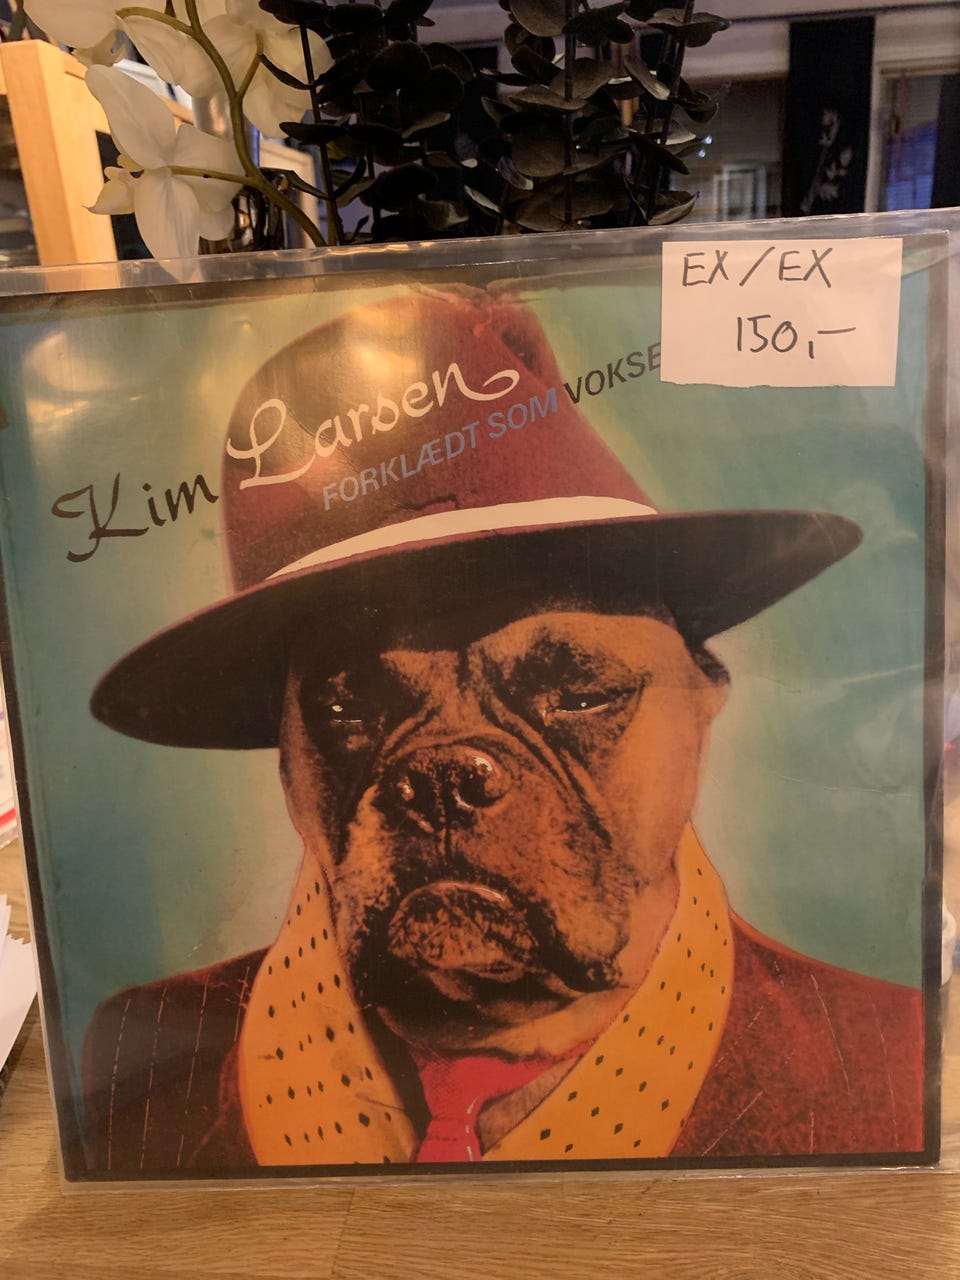 EX/EX
150,-
Kim Larsen
FORKLÆDT SOM VOKSE